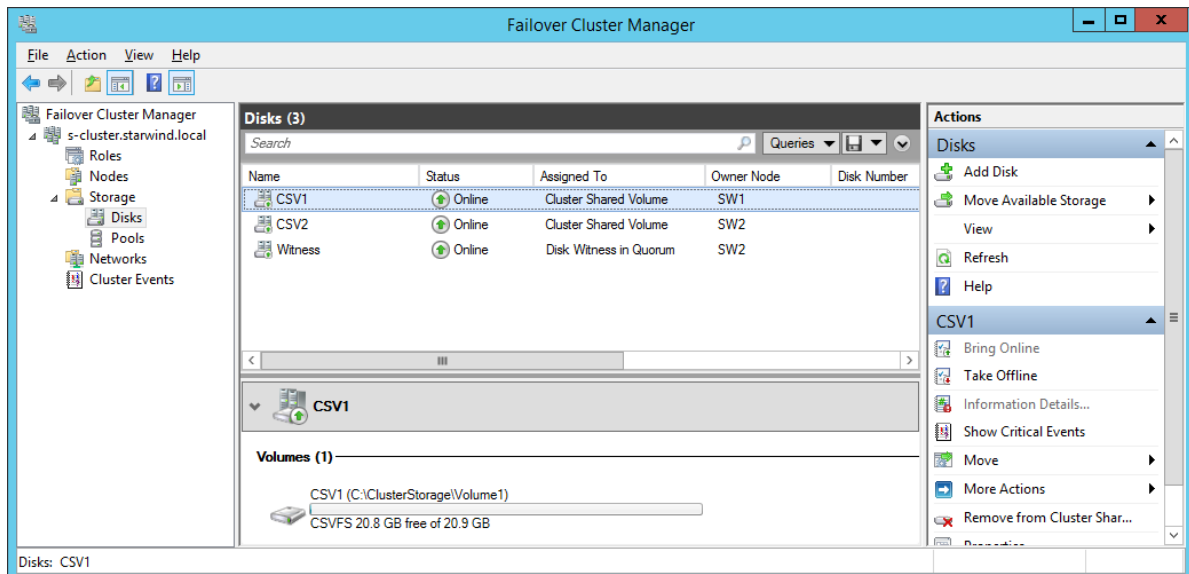 Failover Cluster Manager
File Action View Help
Failover Cluster Manager
s-cluster.starwind.local
Roles
Nodes
Storage
Disks
Pools
Networks
Cluster Events
Disks (3)
Search
Queries
Name Status Assigned To Owner Node Disk Number
CSV1 Online Cluster Shared Volume SW1
CSV2 Online Cluster Shared Volume SW2
Witness Online Disk Witness in Quorum SW2
CSV1
Volumes (1)
CSV1 (C:\ClusterStorage\Volume1)
CSVFS 20.8 GB free of 20.9 GB
Actions
Disks
Add Disk
Move Available Storage
View
Refresh
Help
CSV1
Bring Online
Take Offline
Information Details...
Show Critical Events
Move
More Actions
Remove from Cluster Shar...
Disks: CSV1